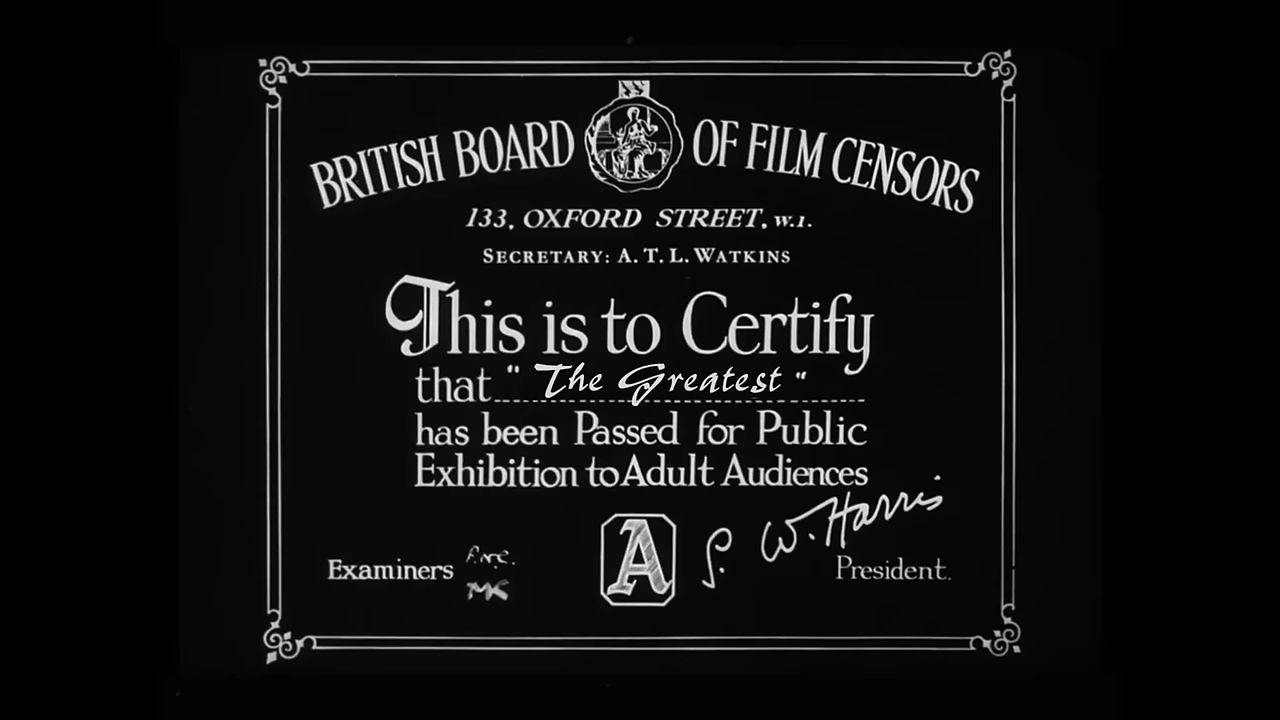 BRITISH BOARD OF FILM CENSORS
133, OXFORD STREET, W.1.
SECRETARY: A. T. L. WATKINS
This is to Certify
that " The Greatest "
has been Passed for Public
Exhibition to Adult Audiences
A
S. W. Harris
Examiners
President.